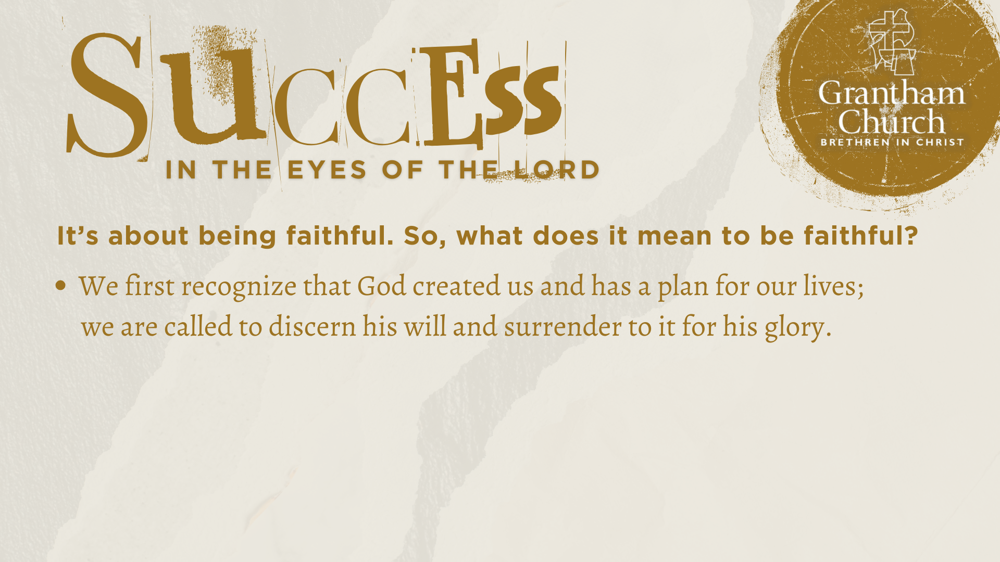 SuccEss
IN THE EYES OF THE LORD
Grantham
Church
BRETHREN IN CHRIST
It’s about being faithful. So, what does it mean to be faithful?
• We first recognize that God created us and has a plan for our lives;
we are called to discern his will and surrender to it for his glory.